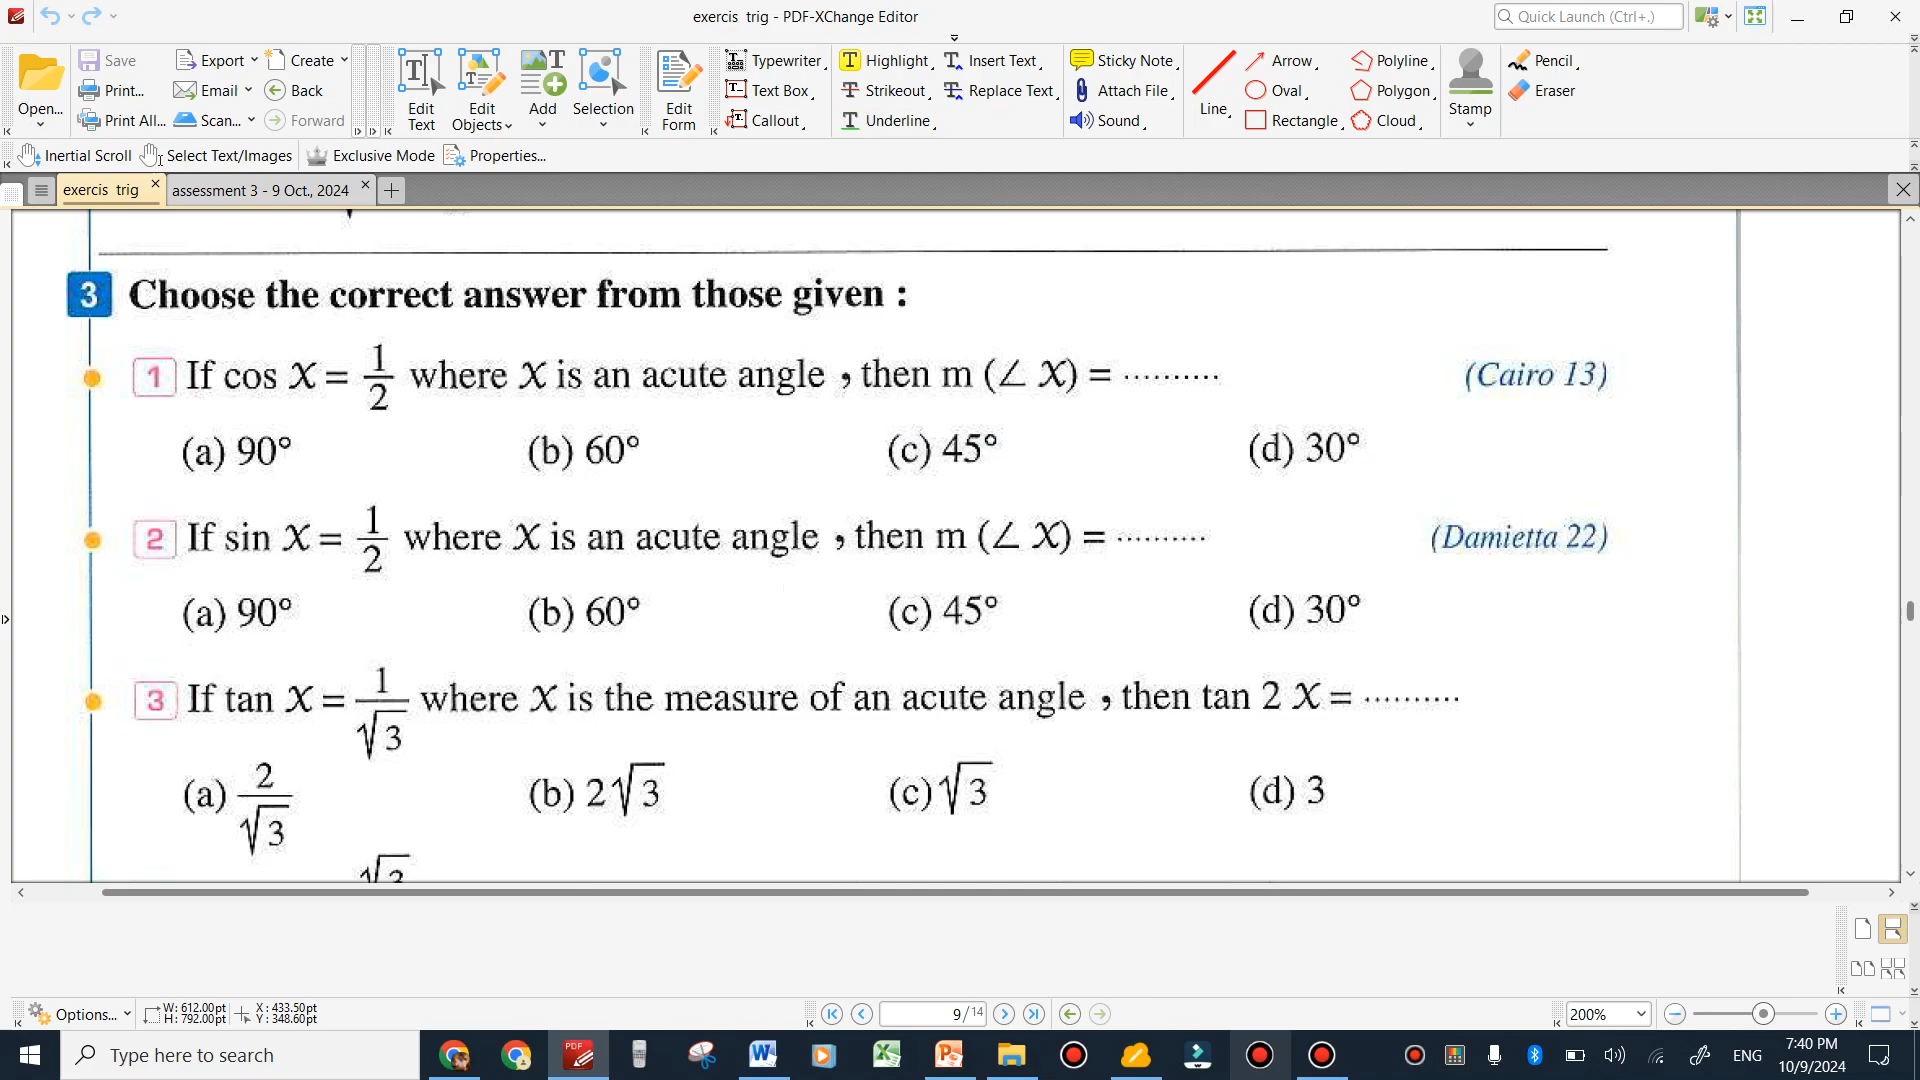 exercis trig - PDF-XChange Editor
Quick Launch (Ctrl+.)
Open...
Save
Print...
Print All...
Export
Email
Scan...
Create
Back
Forward
Edit Text
Edit Objects
Add
Selection
Edit Form
Typewriter
Text Box
Callout
Highlight
Strikeout
Underline
Insert Text
Replace Text
Sticky Note
Attach File
Sound
Line
Arrow
Oval
Rectangle
Polyline
Polygon
Cloud
Stamp
Pencil
Eraser
Inertial Scroll Select Text/Images Exclusive Mode Properties...
exercis trig assessment 3 - 9 Oct., 2024
3 Choose the correct answer from those given :
1 If cos X = 1/2 where X is an acute angle , then m (∠ X) = .......... (Cairo 13)
(a) 90° (b) 60° (c) 45° (d) 30°
2 If sin X = 1/2 where X is an acute angle , then m (∠ X) = .......... (Damietta 22)
(a) 90° (b) 60° (c) 45° (d) 30°
3 If tan X = 1/√3 where X is the measure of an acute angle , then tan 2 X = ..........
(a) 2/√3 (b) 2√3 (c) √3 (d) 3
Options... W: 612.00pt H: 792.00pt X: 433.50pt Y: 348.60pt 9/14 200%
Type here to search
ENG
7:40 PM
10/9/2024